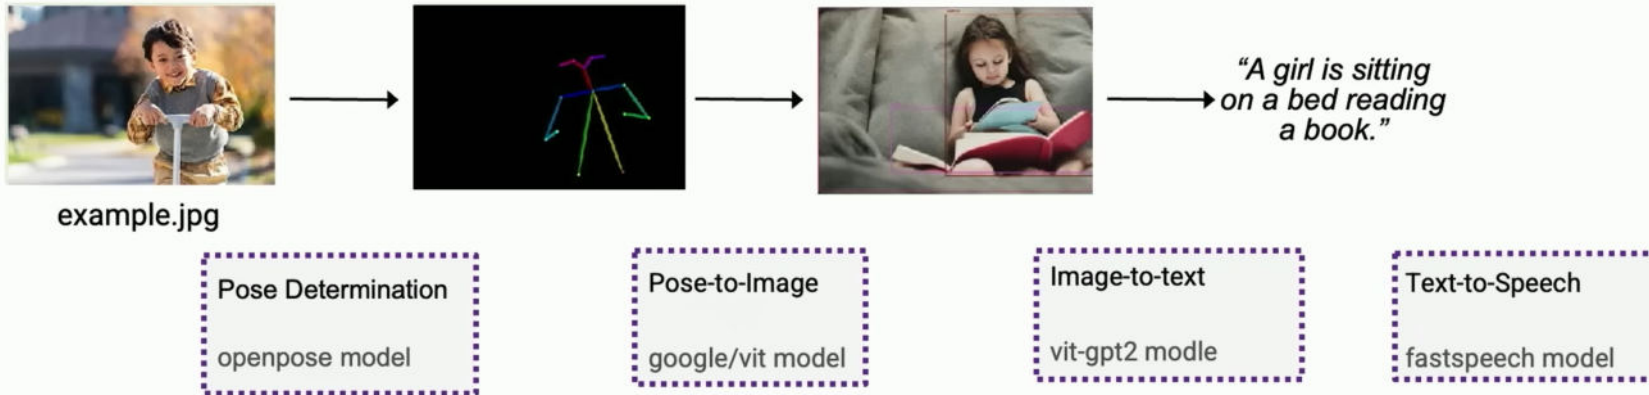 “A girl is sitting
on a bed reading
a book.”
example.jpg
Pose Determination
openpose model
Pose-to-Image
google/vit model
Image-to-text
vit-gpt2 modle
Text-to-Speech
fastspeech model